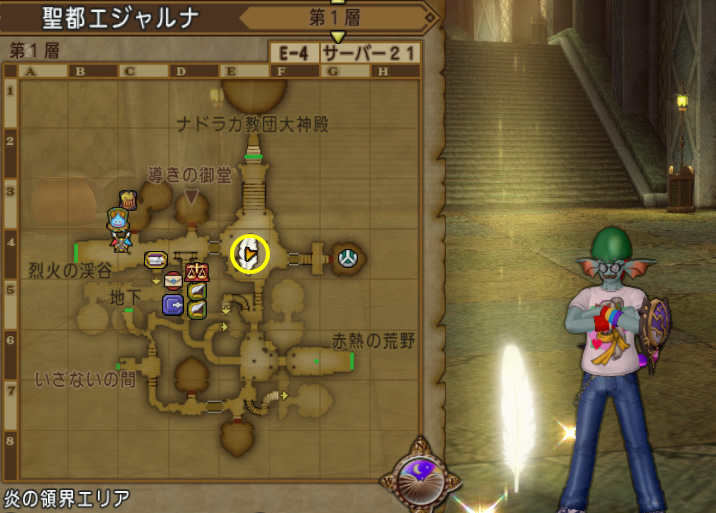 聖都エジャルナ
第1層
第1層
E-4 サーバー21
A B C D E F G H
1
ナドラガ教団大神殿
2
導きの御堂
3
4
烈火の渓谷
5
地下
6
赤熱の荒野
いざないの間
7
8
炎の領界エリア